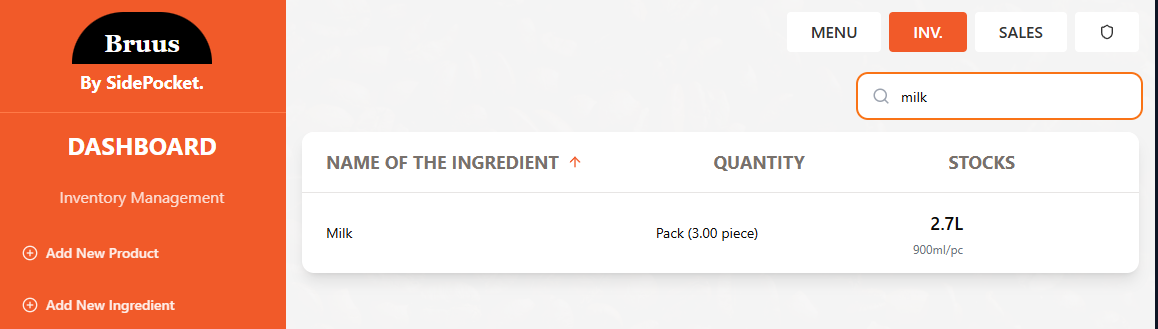 Bruus
By SidePocket.
DASHBOARD
Inventory Management
Add New Product
Add New Ingredient
MENU INV. SALES
milk
NAME OF THE INGREDIENT QUANTITY STOCKS
Milk Pack (3.00 piece) 2.7L
900ml/pc